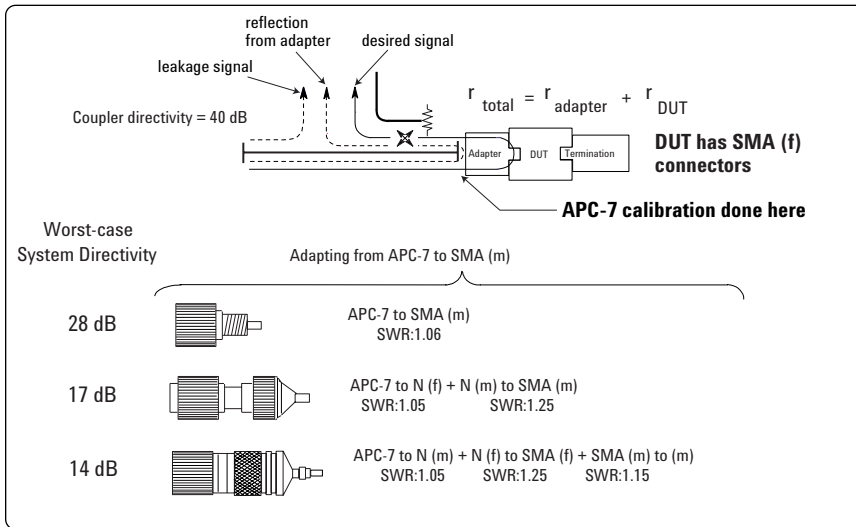 reflection
from adapter
desired signal
leakage signal
Coupler directivity = 40 dB
r total = r adapter + r DUT
Adapter
DUT
Termination
DUT has SMA (f)
connectors
APC-7 calibration done here
Worst-case
System Directivity
Adapting from APC-7 to SMA (m)
28 dB
APC-7 to SMA (m)
SWR:1.06
17 dB
APC-7 to N (f) + N (m) to SMA (m)
SWR:1.05 SWR:1.25
14 dB
APC-7 to N (m) + N (f) to SMA (f) + SMA (m) to (m)
SWR:1.05 SWR:1.25 SWR:1.15